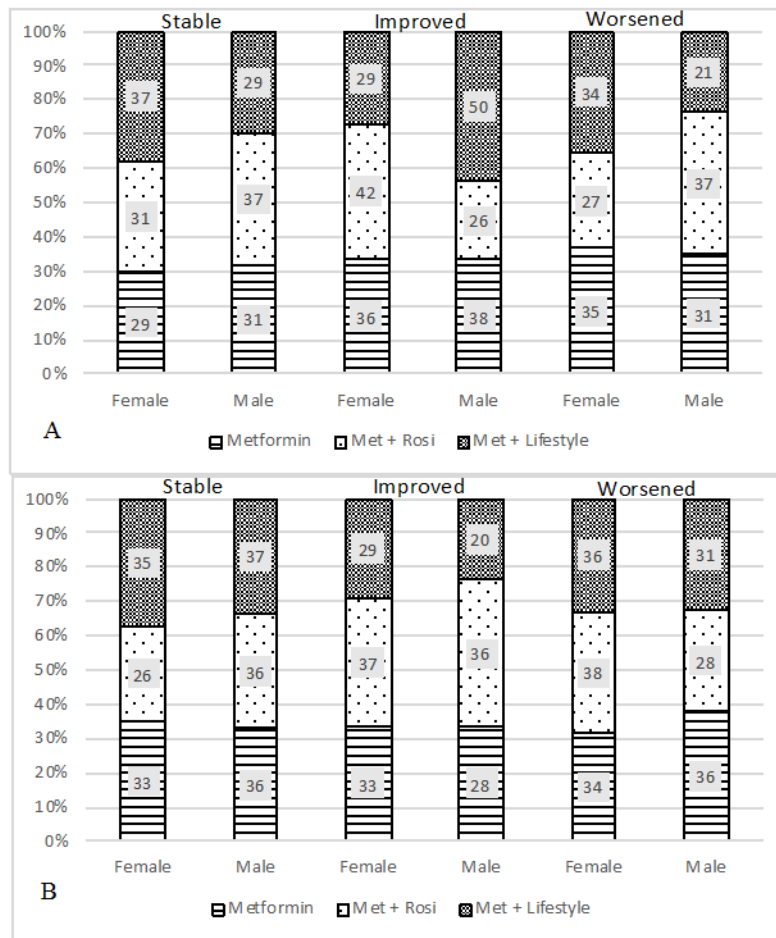 Stable Improved Worsened
100%
90%
80%
70%
60%
50%
40%
30%
20%
10%
0%
37 29 29 50 34 21
31 37 42 26 27 37
29 31 36 38 35 31
Female Male Female Male Female Male
A
Metformin Met + Rosi Met + Lifestyle
Stable Improved Worsened
100%
90%
80%
70%
60%
50%
40%
30%
20%
10%
0%
35 37 29 20 36 31
26 36 37 36 38 28
33 36 33 28 34 36
Female Male Female Male Female Male
B
Metformin Met + Rosi Met + Lifestyle